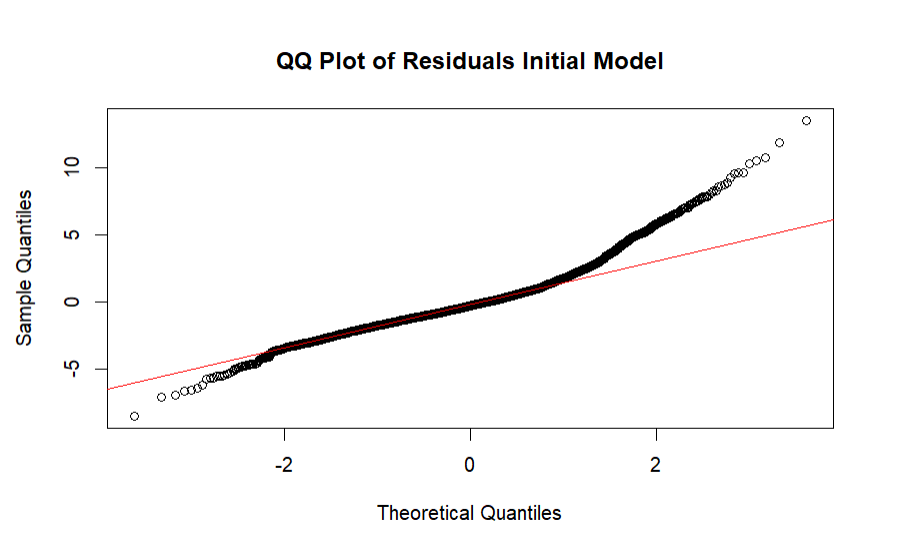 QQ Plot of Residuals Initial Model
Sample Quantiles
10
5
0
-5
-2
0
2
Theoretical Quantiles